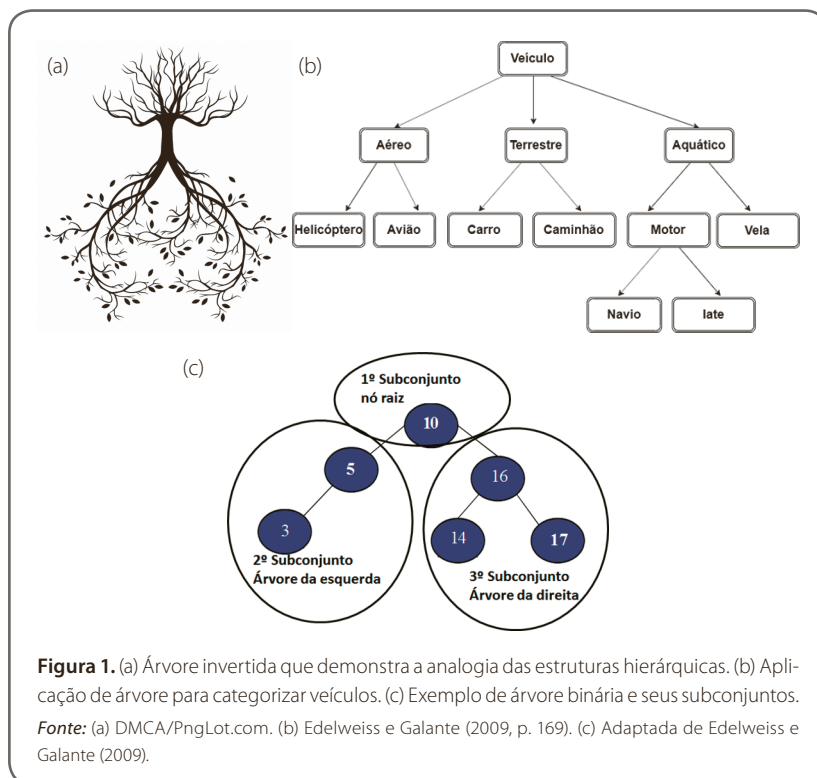 (a)
(b)
Veículo
Aéreo
Terrestre
Aquático
Helicóptero
Avião
Carro
Caminhão
Motor
Vela
Navio
Iate
(c)
1º Subconjunto
nó raiz
10
5
16
3
14
17
2º Subconjunto
Árvore da esquerda
3º Subconjunto
Árvore da direita
Figura 1. (a) Árvore invertida que demonstra a analogia das estruturas hierárquicas. (b) Apli-
cação de árvore para categorizar veículos. (c) Exemplo de árvore binária e seus subconjuntos.
Fonte: (a) DMCA/PngLot.com. (b) Edelweiss e Galante (2009, p. 169). (c) Adaptada de Edelweiss e
Galante (2009).